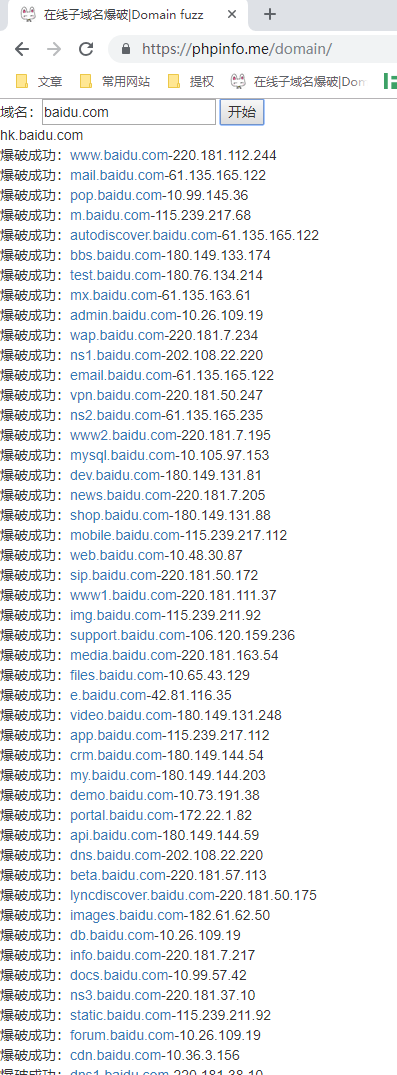 在线子域名爆破|Domain fuzz
https://phpinfo.me/domain/
文章 常用网站 提权 在线子域名爆破|Dom
域名： baidu.com 开始
hk.baidu.com
爆破成功：www.baidu.com-220.181.112.244
爆破成功：mail.baidu.com-61.135.165.122
爆破成功：pop.baidu.com-10.99.145.36
爆破成功：m.baidu.com-115.239.217.68
爆破成功：autodiscover.baidu.com-61.135.165.122
爆破成功：bbs.baidu.com-180.149.133.174
爆破成功：test.baidu.com-180.76.134.214
爆破成功：mx.baidu.com-61.135.163.61
爆破成功：admin.baidu.com-10.26.109.19
爆破成功：wap.baidu.com-220.181.7.234
爆破成功：ns1.baidu.com-202.108.22.220
爆破成功：email.baidu.com-61.135.165.122
爆破成功：vpn.baidu.com-220.181.50.247
爆破成功：ns2.baidu.com-61.135.165.235
爆破成功：www2.baidu.com-220.181.7.195
爆破成功：mysql.baidu.com-10.105.97.153
爆破成功：dev.baidu.com-180.149.131.81
爆破成功：news.baidu.com-220.181.7.205
爆破成功：shop.baidu.com-180.149.131.88
爆破成功：mobile.baidu.com-115.239.217.112
爆破成功：web.baidu.com-10.48.30.87
爆破成功：sip.baidu.com-220.181.50.172
爆破成功：www1.baidu.com-220.181.111.37
爆破成功：img.baidu.com-115.239.211.92
爆破成功：support.baidu.com-106.120.159.236
爆破成功：media.baidu.com-220.181.163.54
爆破成功：files.baidu.com-10.65.43.129
爆破成功：e.baidu.com-42.81.116.35
爆破成功：video.baidu.com-180.149.131.248
爆破成功：app.baidu.com-115.239.217.112
爆破成功：crm.baidu.com-180.149.144.54
爆破成功：my.baidu.com-180.149.144.203
爆破成功：demo.baidu.com-10.73.191.38
爆破成功：portal.baidu.com-172.22.1.82
爆破成功：api.baidu.com-180.149.144.59
爆破成功：dns.baidu.com-202.108.22.220
爆破成功：beta.baidu.com-220.181.57.113
爆破成功：lyncdiscover.baidu.com-220.181.50.175
爆破成功：images.baidu.com-182.61.62.50
爆破成功：db.baidu.com-10.26.109.19
爆破成功：info.baidu.com-220.181.7.217
爆破成功：docs.baidu.com-10.99.57.42
爆破成功：ns3.baidu.com-220.181.37.10
爆破成功：static.baidu.com-115.239.211.92
爆破成功：forum.baidu.com-10.26.109.19
爆破成功：cdn.baidu.com-10.36.3.156
爆破成功：dns1.baidu.com-220.181.38.10